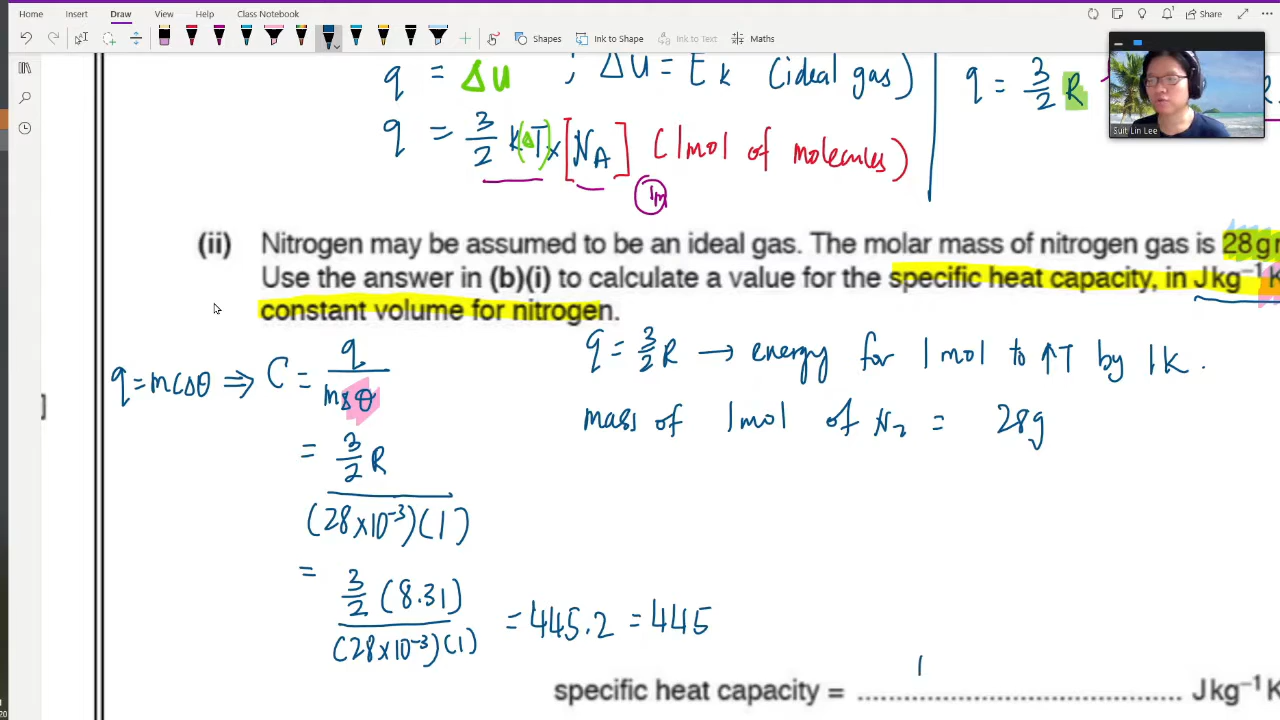 Home Insert Draw View Help Class Notebook Share
Shapes Ink to Shape Ink to Text Maths
q = ΔU ; ΔU = Ek (ideal gas)
q = 3/2 R
Suit Lin Lee
q = 3/2 k(ΔT) × [NA] (1mol of molecules)
(ii) Nitrogen may be assumed to be an ideal gas. The molar mass of nitrogen gas is 28 g
Use the answer in (b)(i) to calculate a value for the specific heat capacity, in J kg⁻¹ K
constant volume for nitrogen.
q = 3/2 R → energy for 1 mol to ↑T by 1K.
q = mcΔθ ⇒ C = q / mΔθ
mass of 1mol of N₂ = 28g
= 3/2 R / (28×10⁻³)(1)
= 3/2 (8.31) / (28×10⁻³)(1) = 445.2 = 445
specific heat capacity = .................................................. J kg⁻¹ K